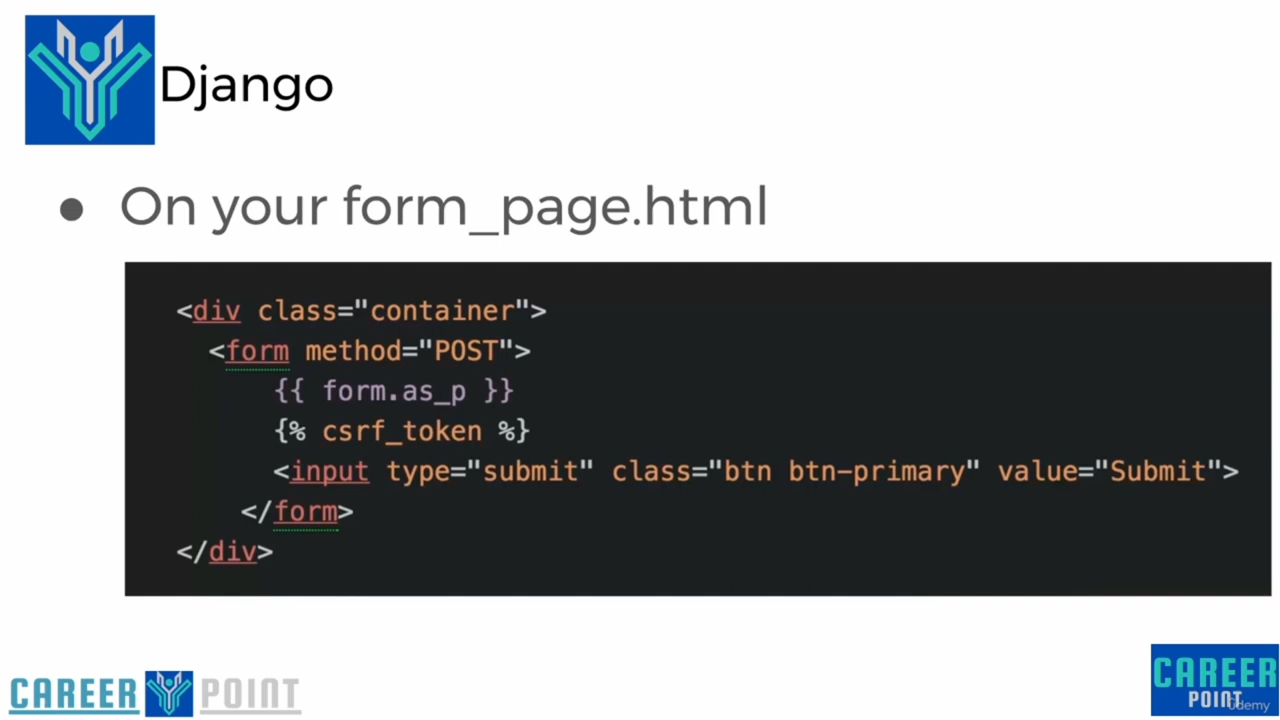 Django
● On your form_page.html
<div class="container">
<form method="POST">
{{ form.as_p }}
{% csrf_token %}
<input type="submit" class="btn btn-primary" value="Submit">
</form>
</div>
CAREER POINT
CAREER
POINT
udemy